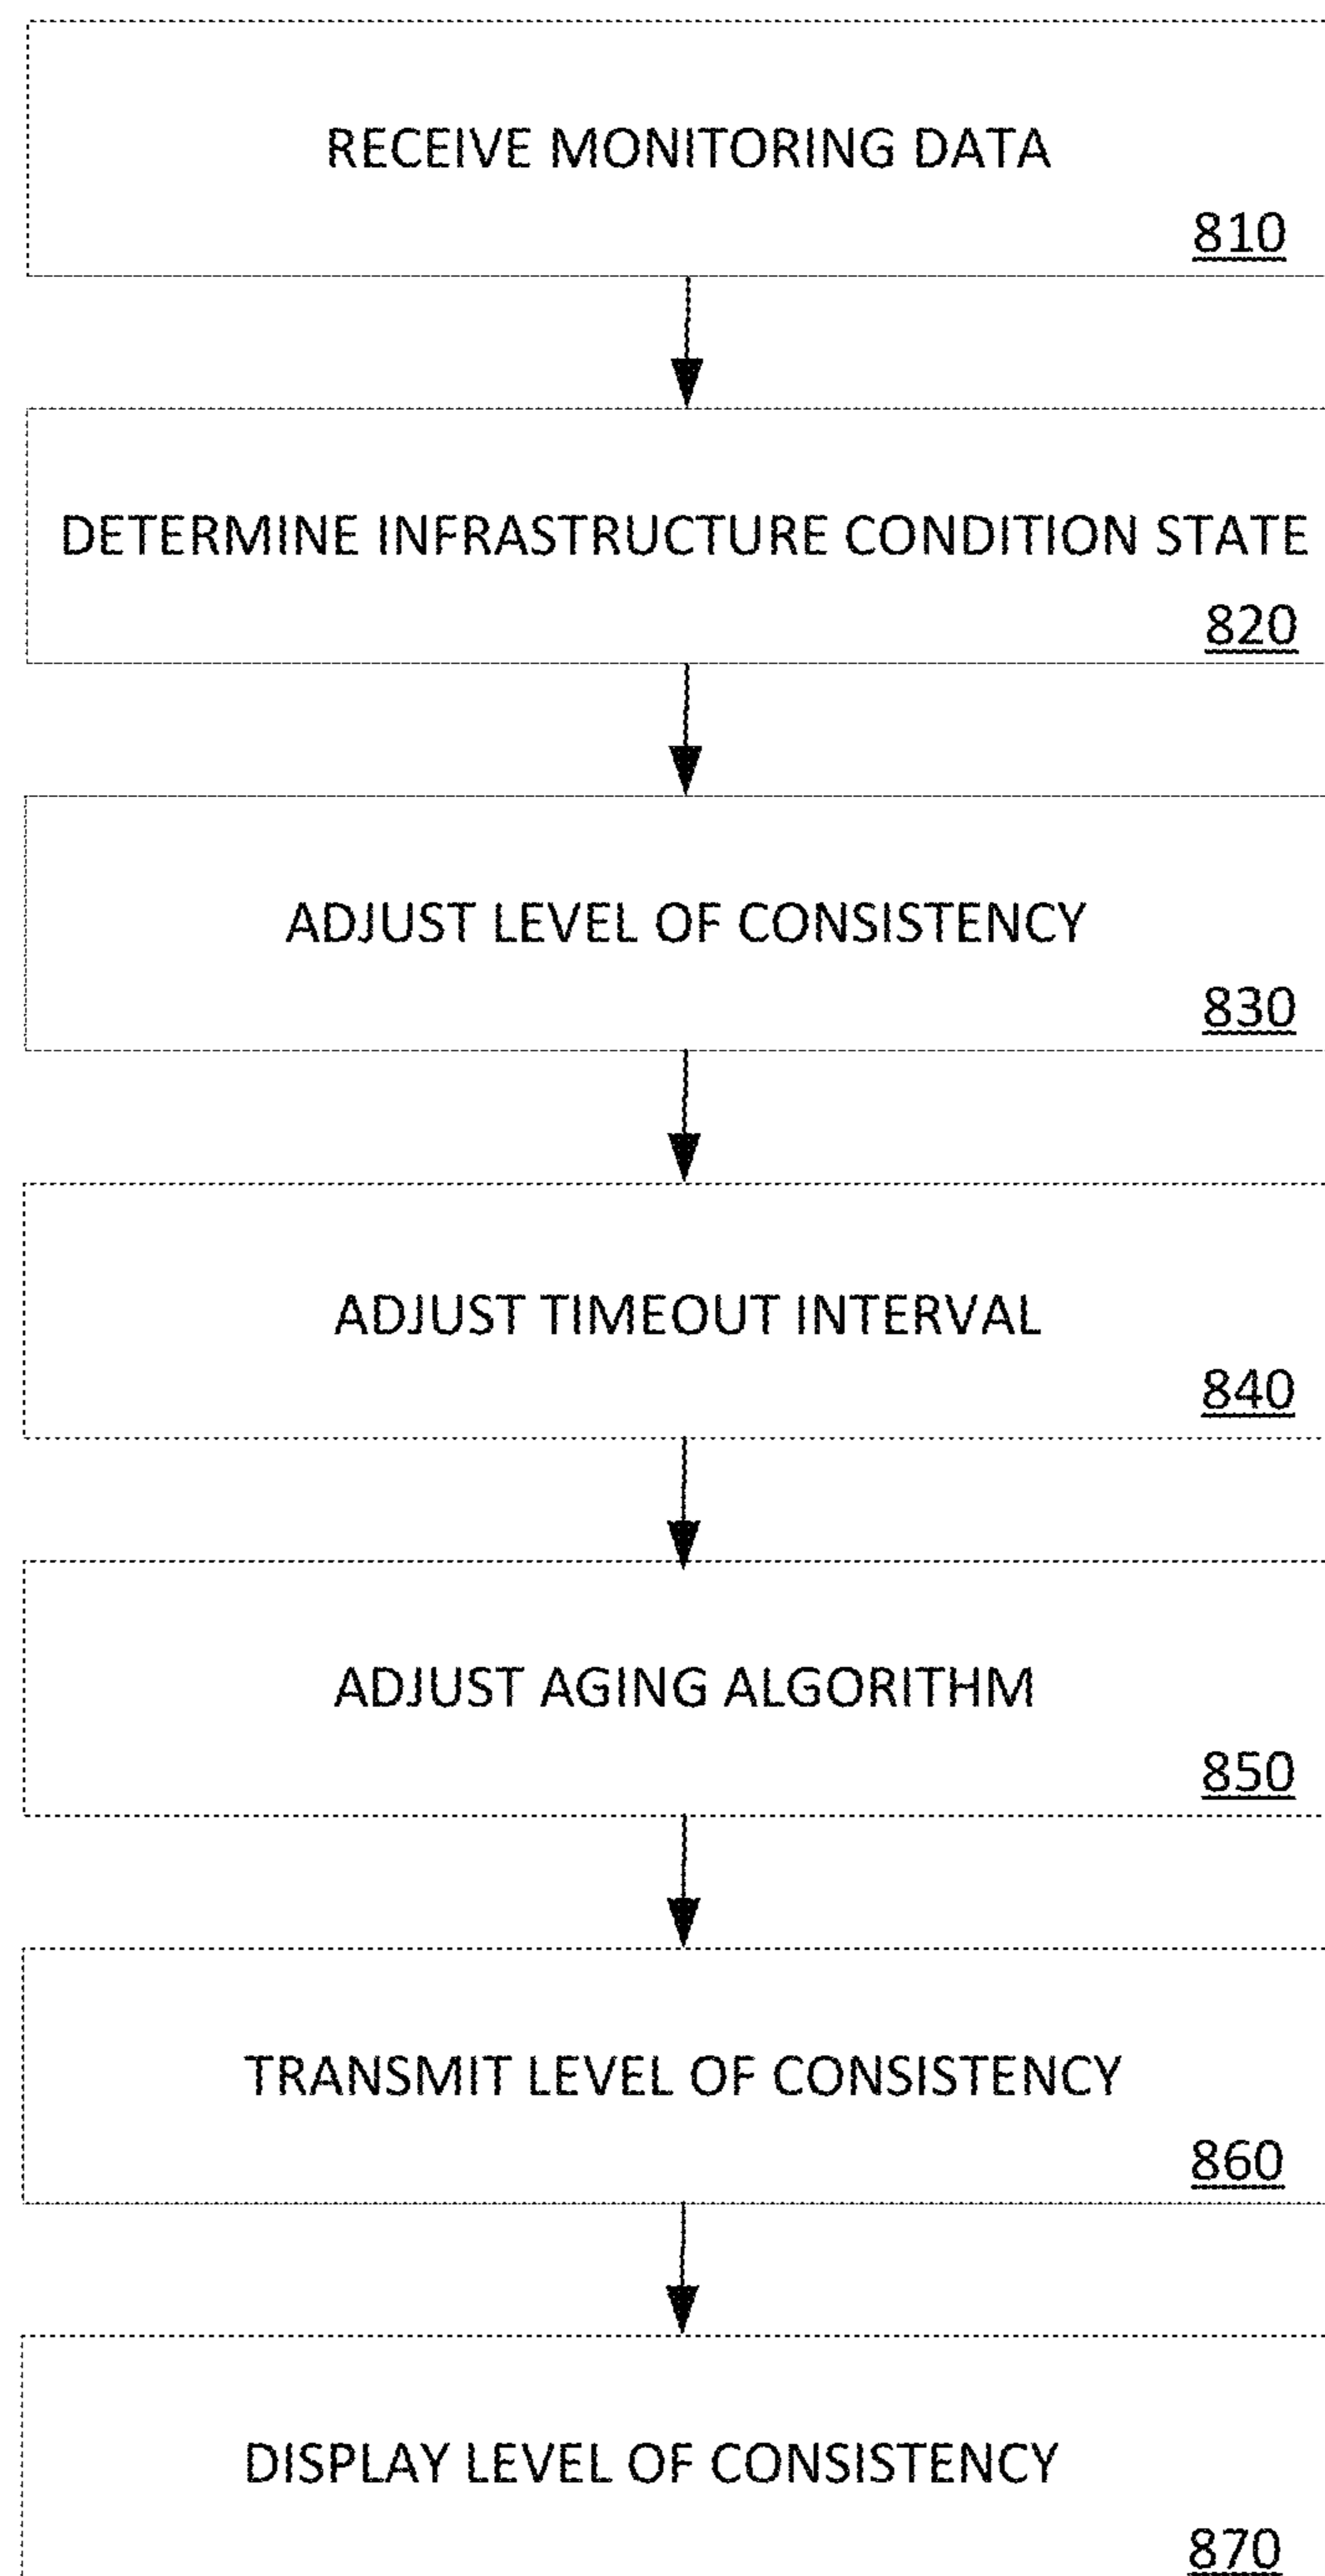 RECEIVE MONITORING DATA
810
DETERMINE INFRASTRUCTURE CONDITION STATE
820
ADJUST LEVEL OF CONSISTENCY
830
ADJUST TIMEOUT INTERVAL
840
ADJUST AGING ALGORITHM
850
TRANSMIT LEVEL OF CONSISTENCY
860
DISPLAY LEVEL OF CONSISTENCY
870